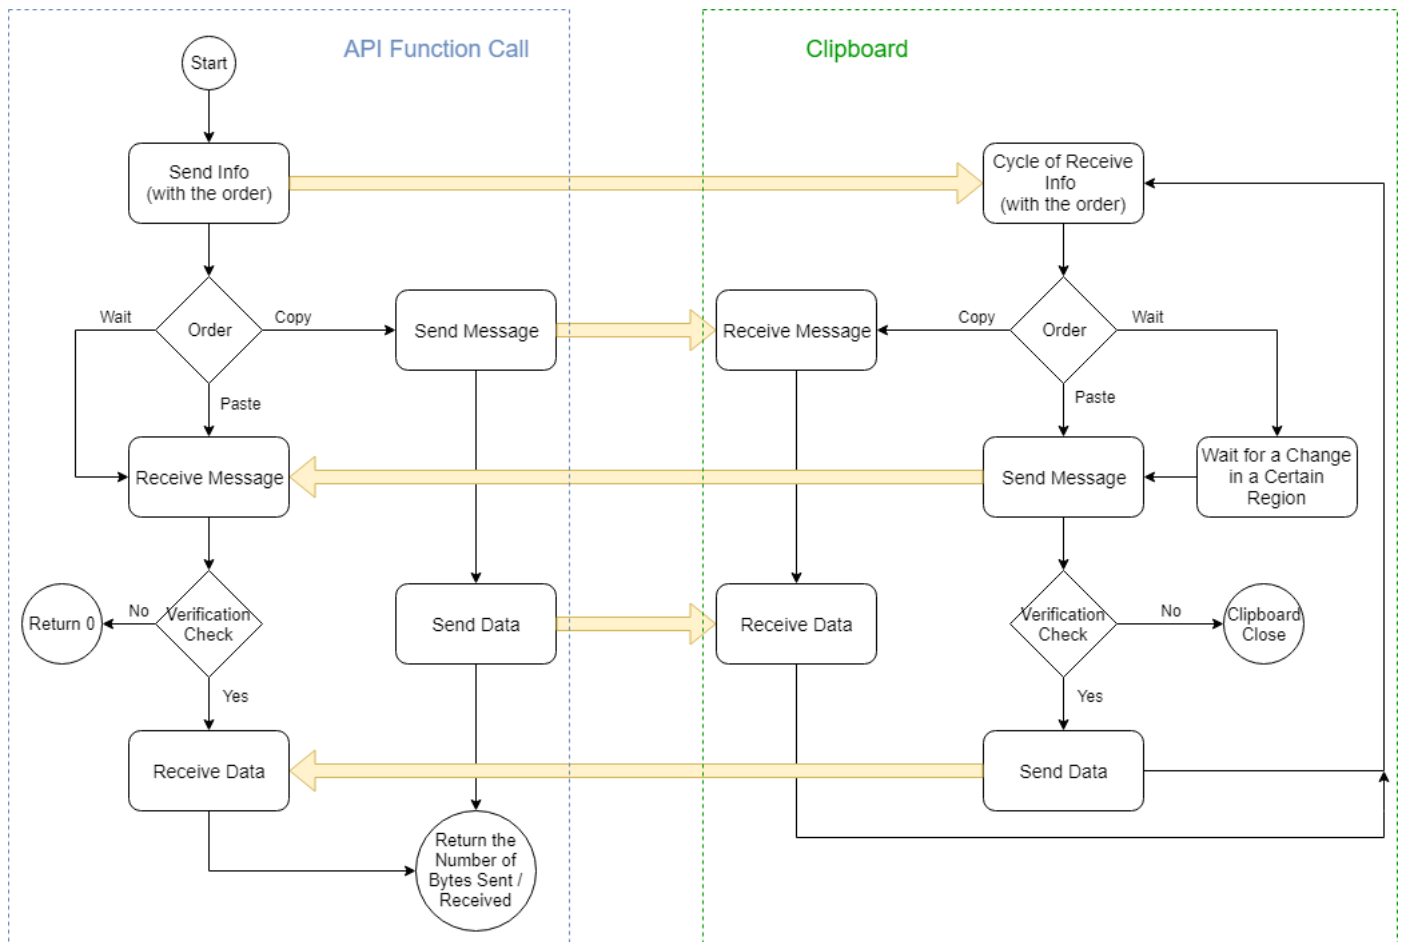 API Function Call
Clipboard
Start
Send Info
(with the order)
Cycle of Receive
Info
(with the order)
Wait
Order
Copy
Send Message
Receive Message
Copy
Order
Wait
Paste
Paste
Receive Message
Send Message
Wait for a Change
in a Certain
Region
Return 0
No
Verification
Check
Send Data
Receive Data
Verification
Check
No
Clipboard
Close
Yes
Yes
Receive Data
Send Data
Return the
Number of
Bytes Sent /
Received